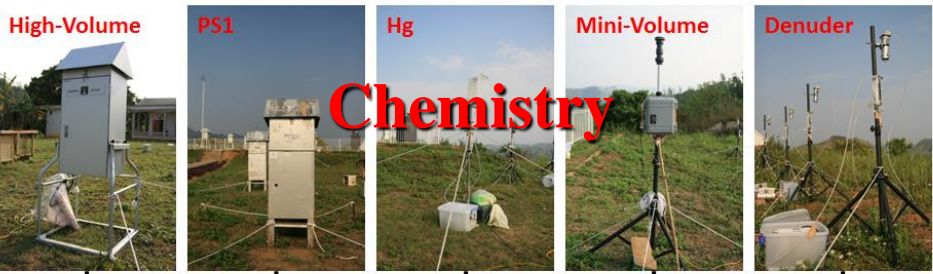 High-Volume
PS1
Hg
Mini-Volume
Denuder
Chemistry